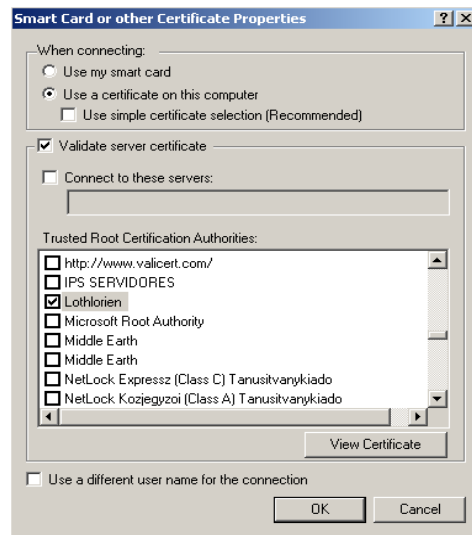 Smart Card or other Certificate Properties
When connecting:
Use my smart card
Use a certificate on this computer
Use simple certificate selection (Recommended)
Validate server certificate
Connect to these servers:
Trusted Root Certification Authorities:
http://www.valicert.com/
IPS SERVIDORES
Lothlorien
Microsoft Root Authority
Middle Earth
Middle Earth
NetLock Expressz (Class C) Tanusitvanykiado
NetLock Kozjegyzoi (Class A) Tanusitvanykiado
View Certificate
Use a different user name for the connection
OK Cancel